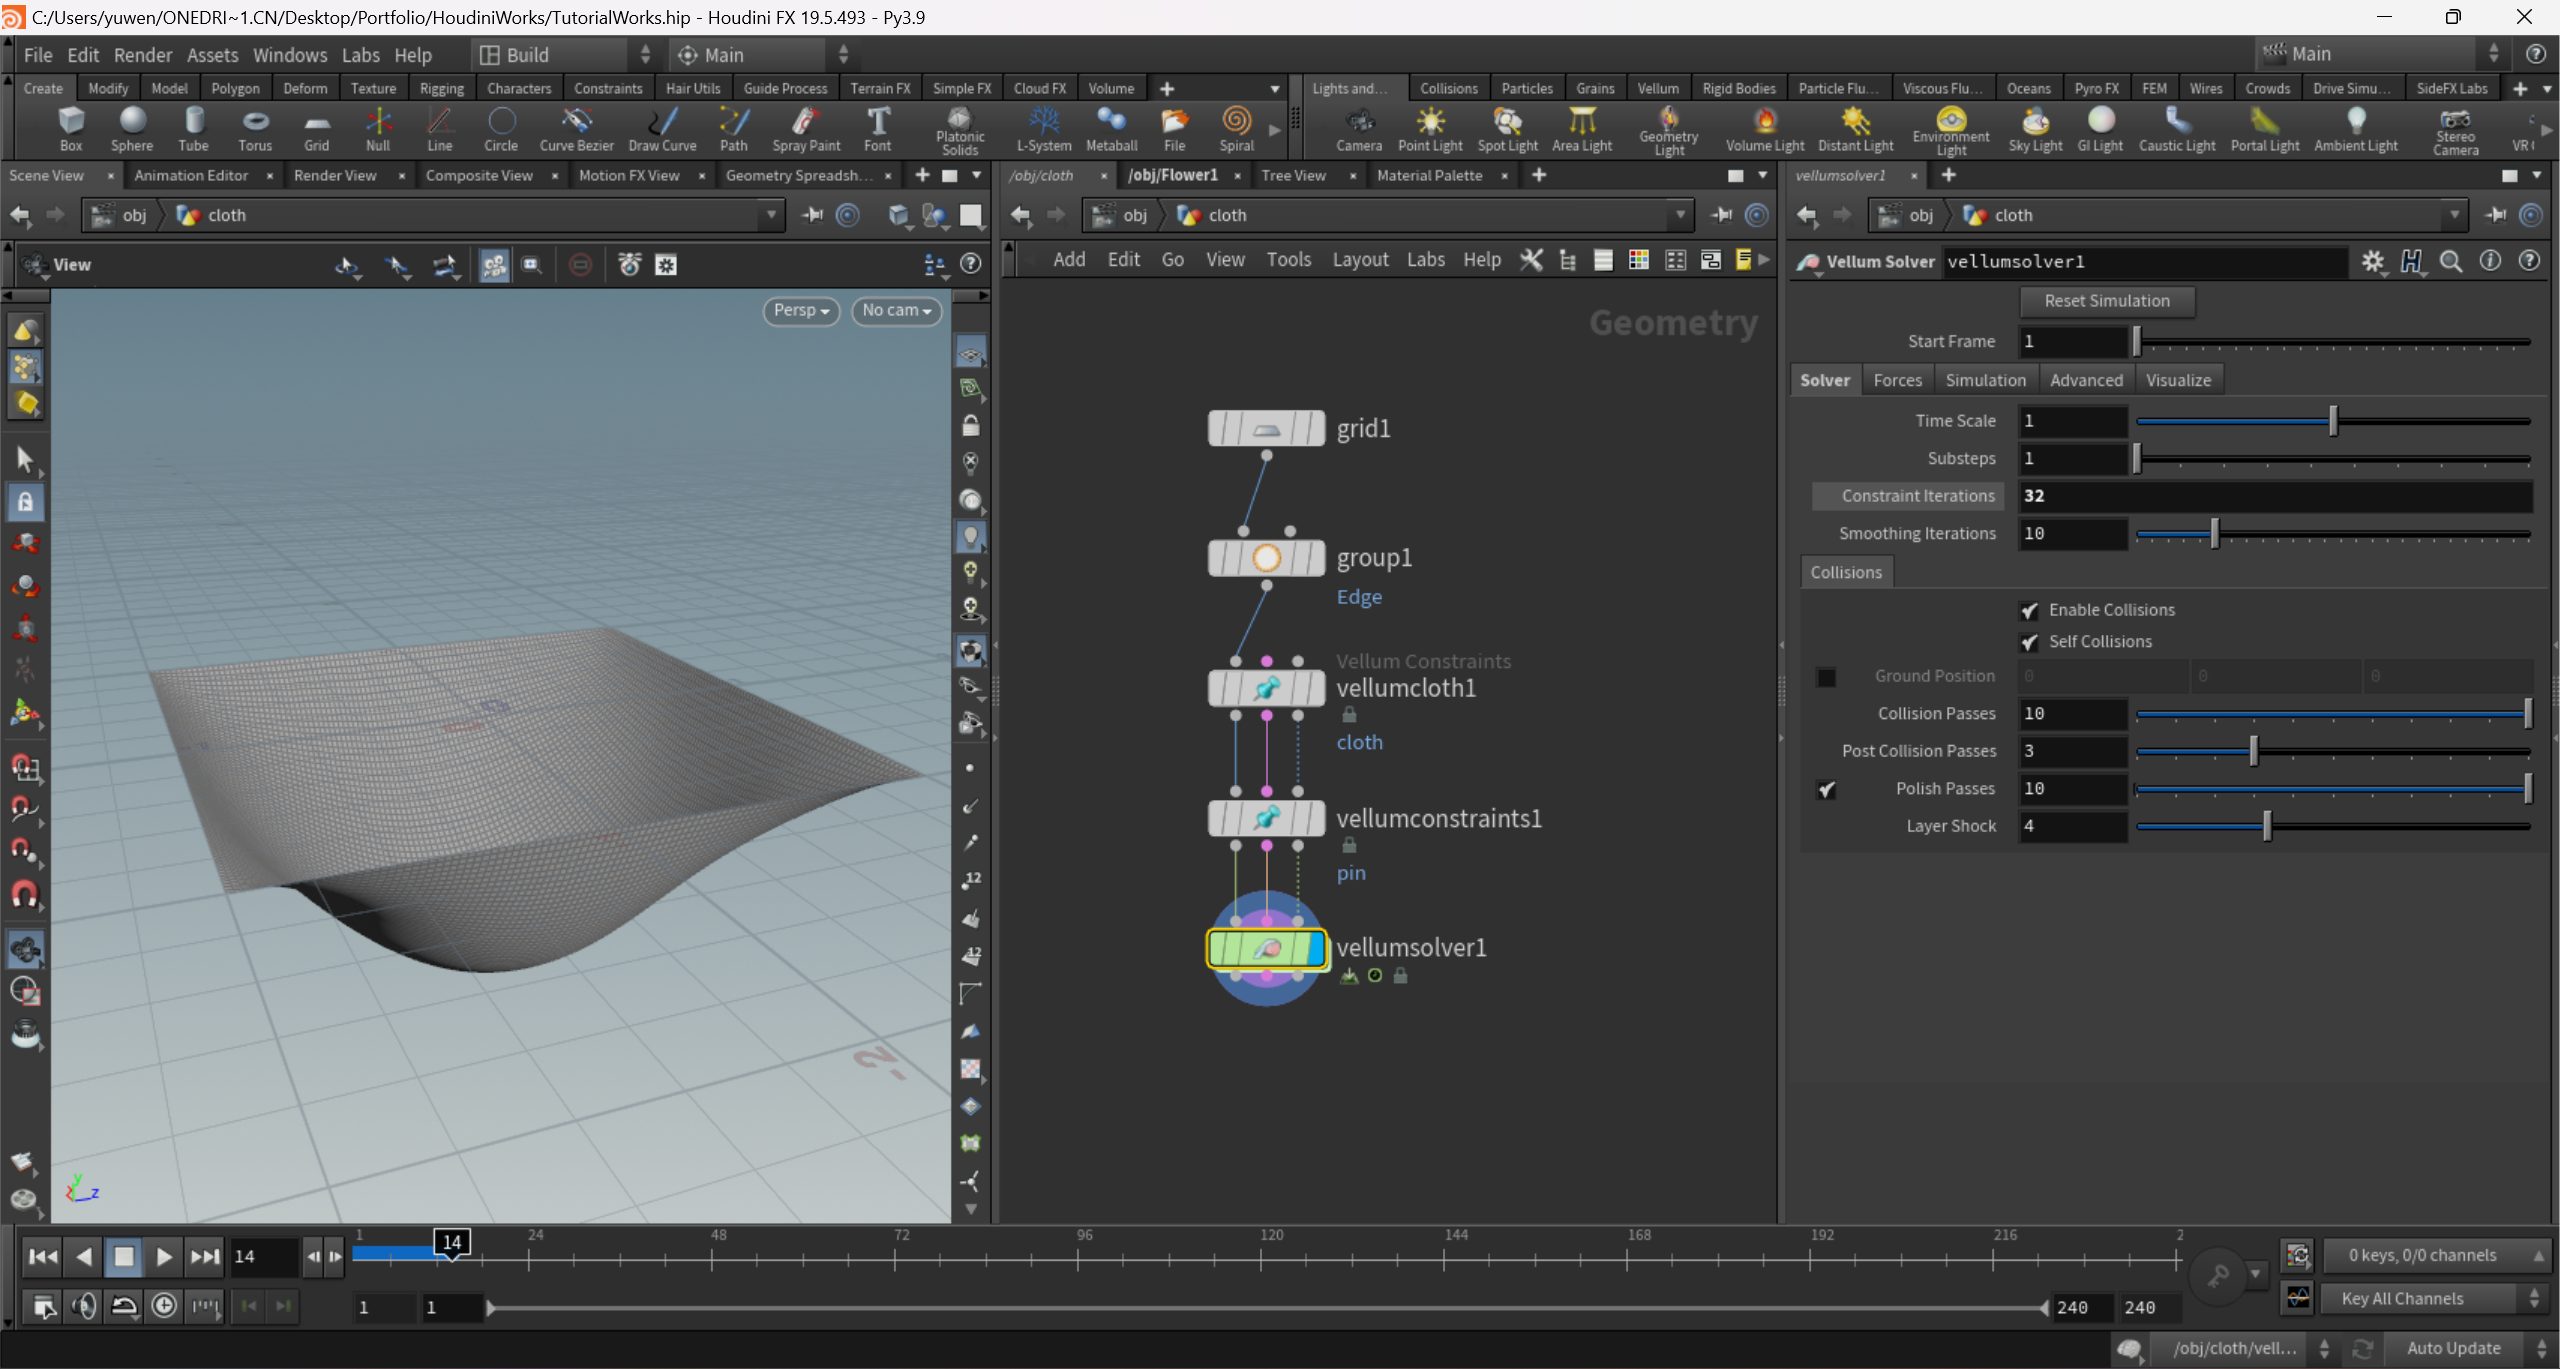 C:/Users/yuwen/ONEDRI~1.CN/Desktop/Portfolio/HoudiniWorks/TutorialWorks.hip - Houdini FX 19.5.493 - Py3.9
File Edit Render Assets Windows Labs Help Build Main Main
Create Modify Model Polygon Deform Texture Rigging Characters Constraints Hair Utils Guide Process Terrain FX Simple FX Cloud FX Volume
Box Sphere Tube Torus Grid Null Line Circle Curve Bezier Draw Curve Path Spray Paint Font Platonic Solids L-System Metaball File Spiral
Lights and... Collisions Particles Grains Vellum Rigid Bodies Particle Flu... Viscous Flu... Oceans Pyro FX FEM Wires Crowds Drive Simu... SideFX Labs
Camera Point Light Spot Light Area Light Geometry Light Volume Light Distant Light Environment Light Sky Light GI Light Caustic Light Portal Light Ambient Light Stereo Camera
Scene View Animation Editor Render View Composite View Motion FX View Geometry Spreadsh...
obj cloth
View
Persp No cam
-2
y
z
12
12
/obj/cloth /obj/Flower1 Tree View Material Palette
obj cloth
Add Edit Go View Tools Layout Labs Help
Geometry
grid1
group1
Edge
Vellum Constraints
vellumcloth1
cloth
vellumconstraints1
pin
vellumsolver1
vellumsolver1
obj cloth
Vellum Solver vellumsolver1
Reset Simulation
Start Frame 1
Solver Forces Simulation Advanced Visualize
Time Scale 1
Substeps 1
Constraint Iterations 32
Smoothing Iterations 10
Collisions
Enable Collisions
Self Collisions
Ground Position 0 0 0
Collision Passes 10
Post Collision Passes 3
Polish Passes 10
Layer Shock 4
14 1 14 24 48 72 96 120 144 168 192 216 2
0 keys, 0/0 channels
1 1 240 240
Key All Channels
/obj/cloth/vell... Auto Update